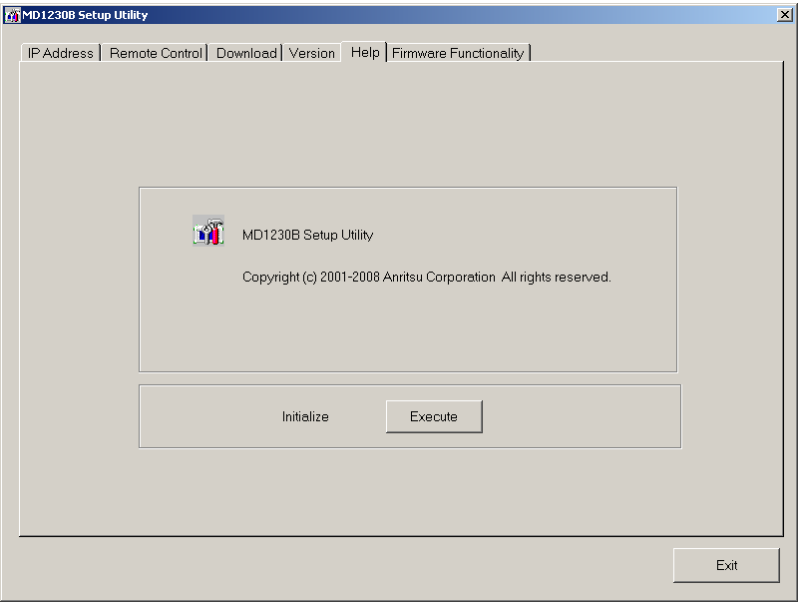 MD1230B Setup Utility
IP Address Remote Control Download Version Help Firmware Functionality
MD1230B Setup Utility
Copyright (c) 2001-2008 Anritsu Corporation All rights reserved.
Initialize Execute
Exit